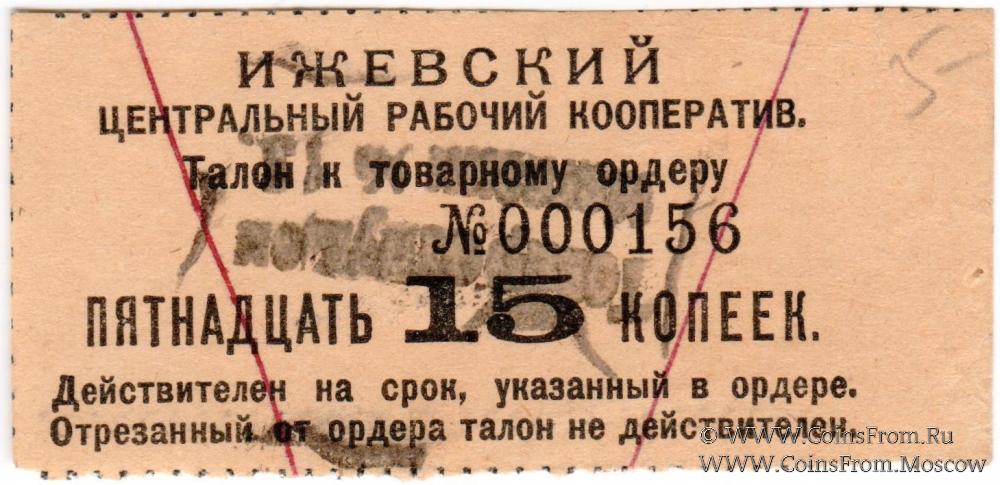 ИЖЕВСКИЙ
ЦЕНТРАЛЬНЫЙ РАБОЧИЙ КООПЕРАТИВ.
Талон к товарному ордеру
№000156
ПЯТНАДЦАТЬ 15 КОПЕЕК.
Действителен на срок, указанный в ордере.
Отрезанный от ордера талон не действителен.
5-
© WWW.CoinsFrom.Ru
WWW.CoinsFrom.Moscow